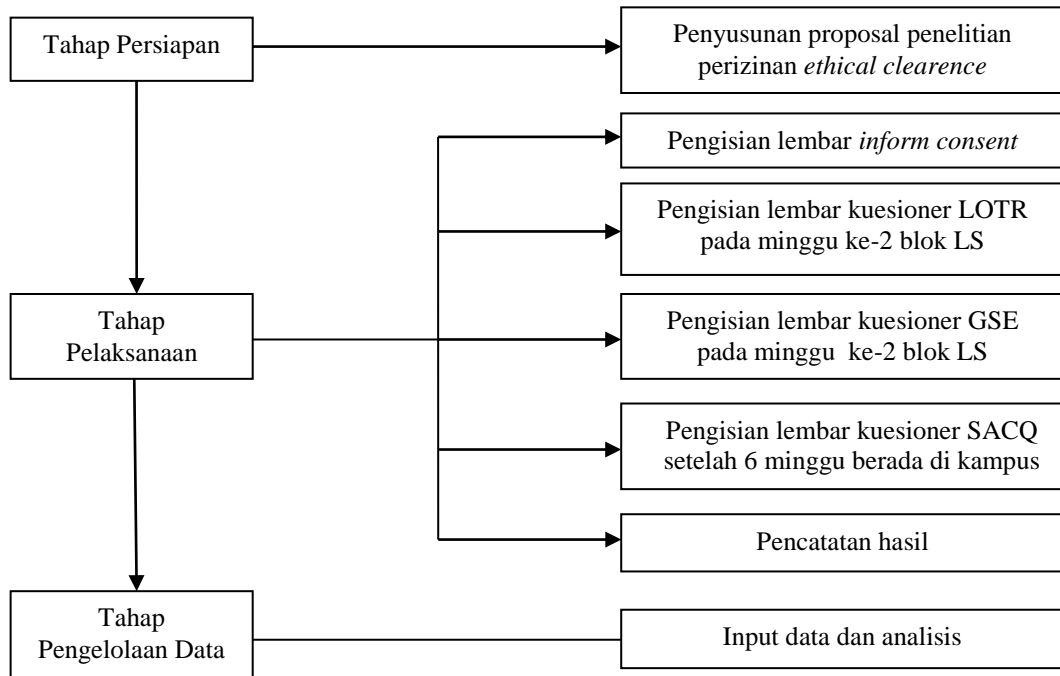 Tahap Persiapan
Penyusunan proposal penelitian
perizinan ethical clearence
Pengisian lembar inform consent
Pengisian lembar kuesioner LOTR
pada minggu ke-2 blok LS
Tahap
Pelaksanaan
Pengisian lembar kuesioner GSE
pada minggu ke-2 blok LS
Pengisian lembar kuesioner SACQ
setelah 6 minggu berada di kampus
Pencatatan hasil
Tahap
Pengelolaan Data
Input data dan analisis